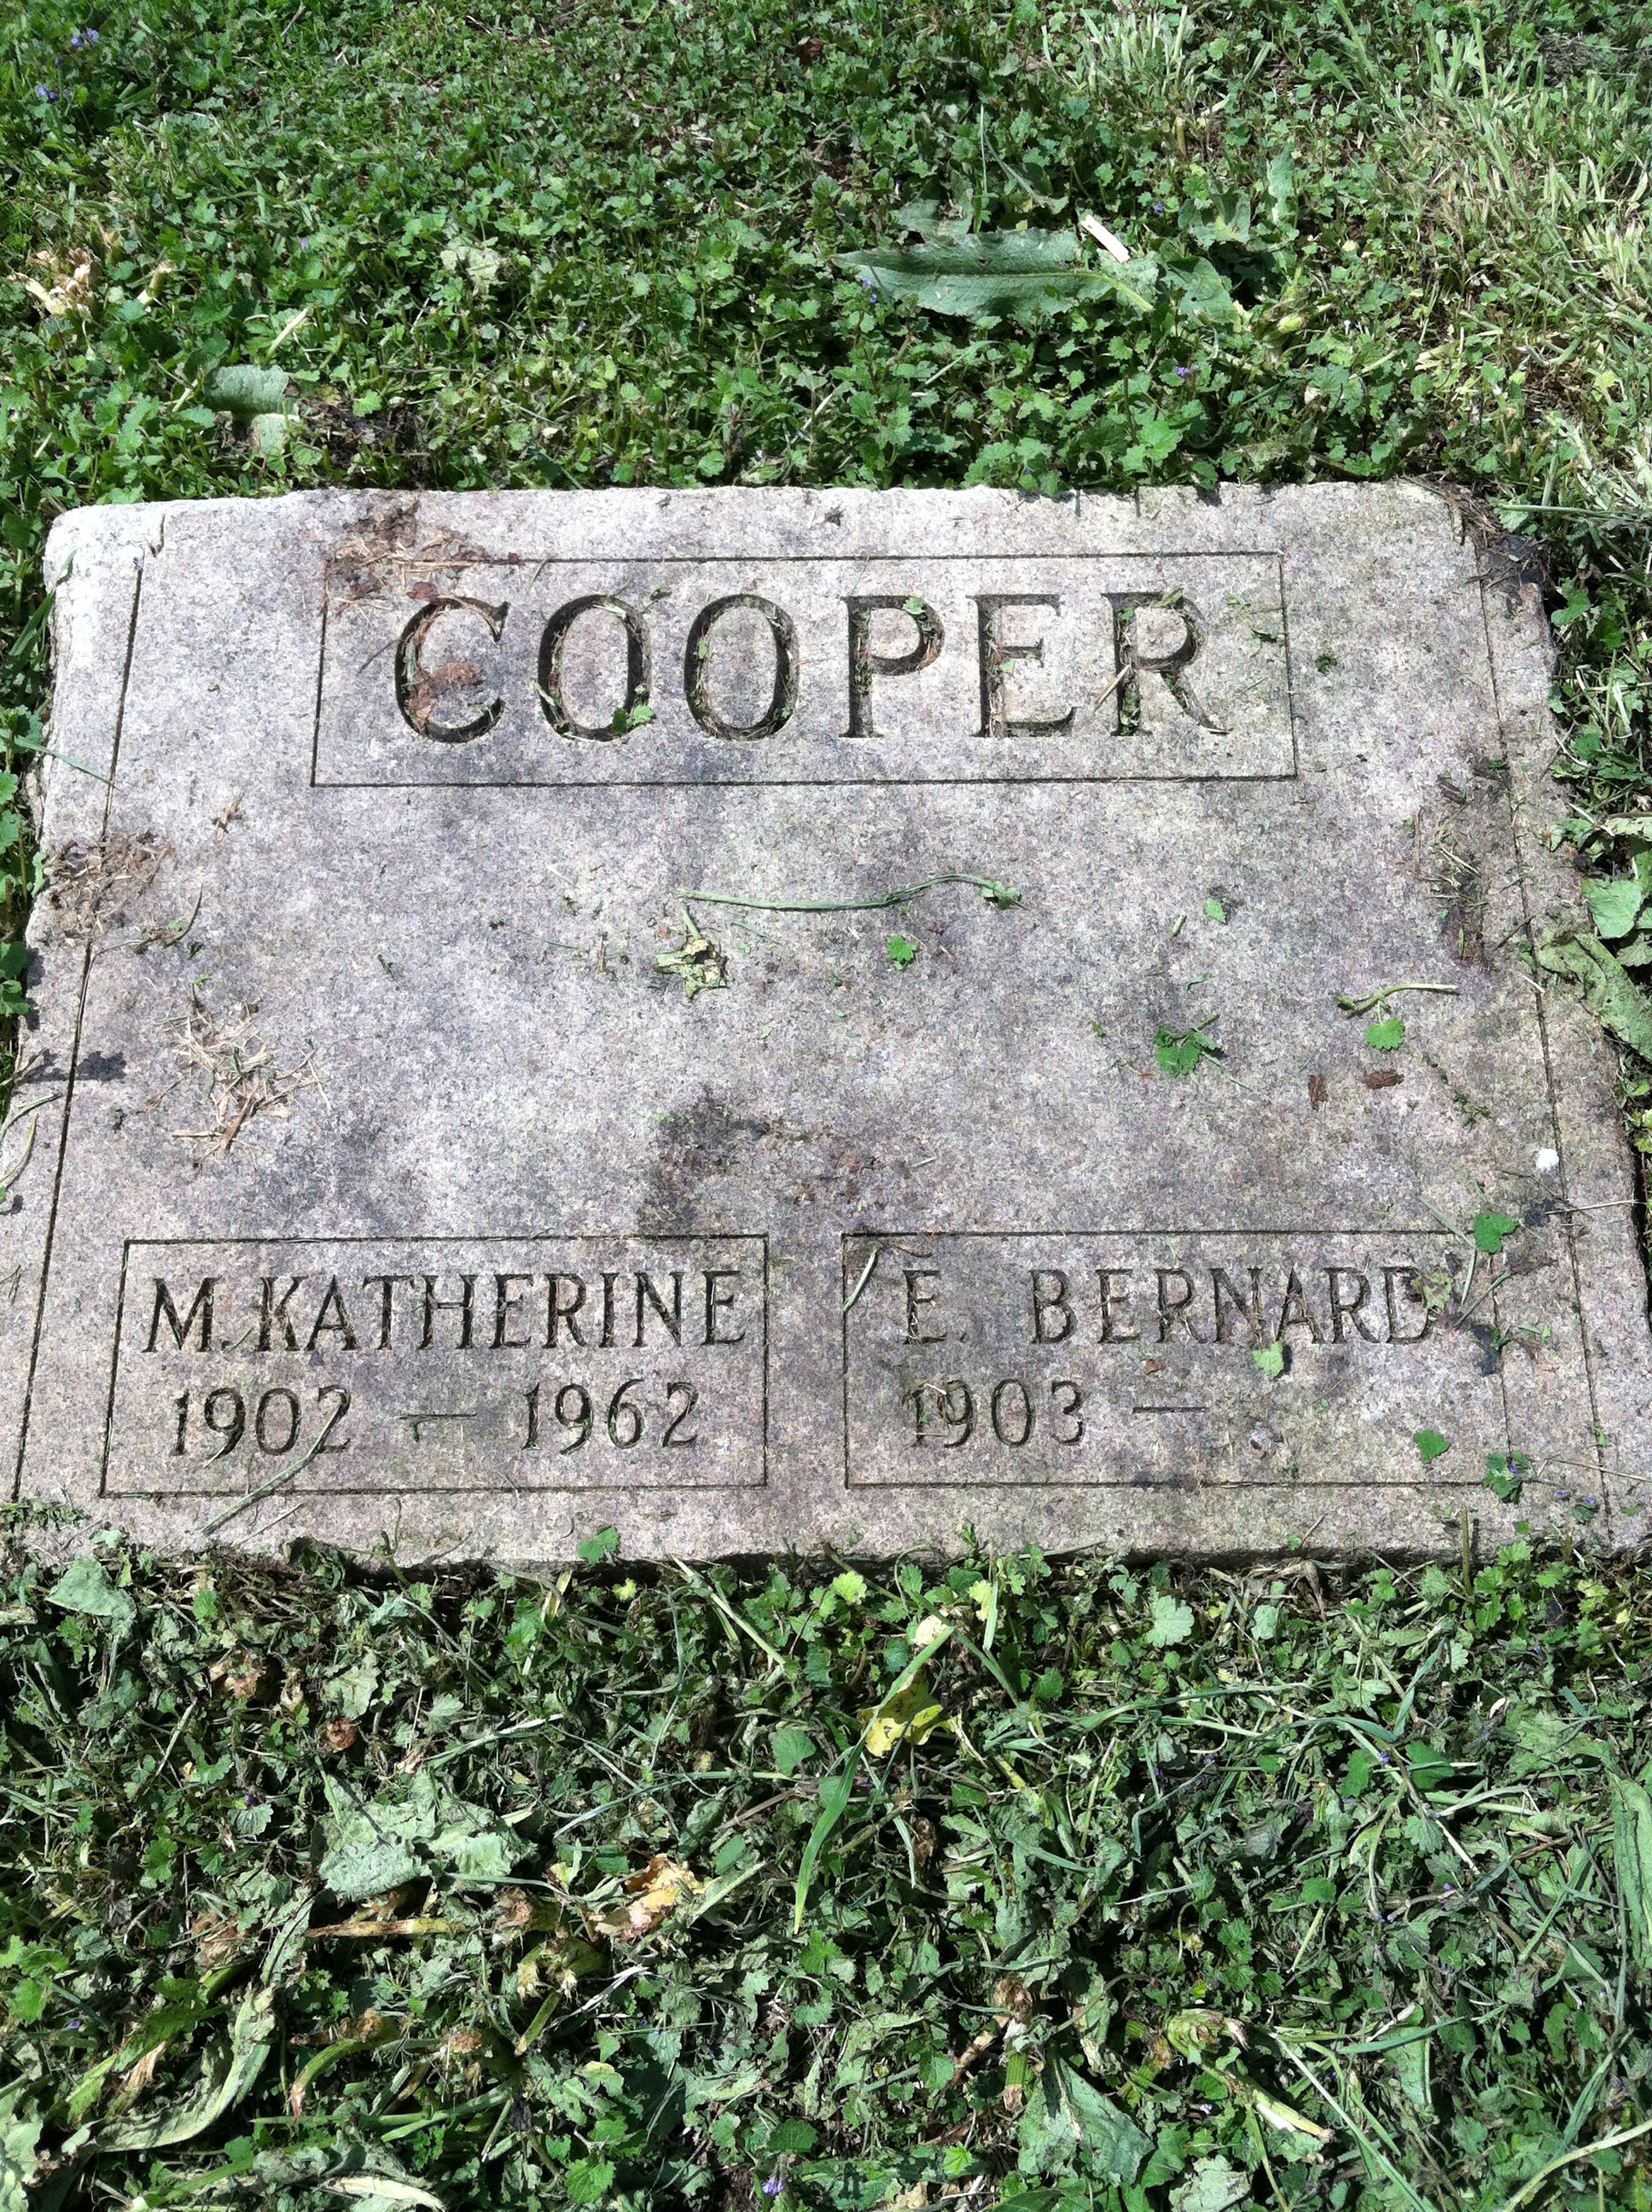 COOPER
M. KATHERINE
1902 — 1962
E. BERNARD
1903 —